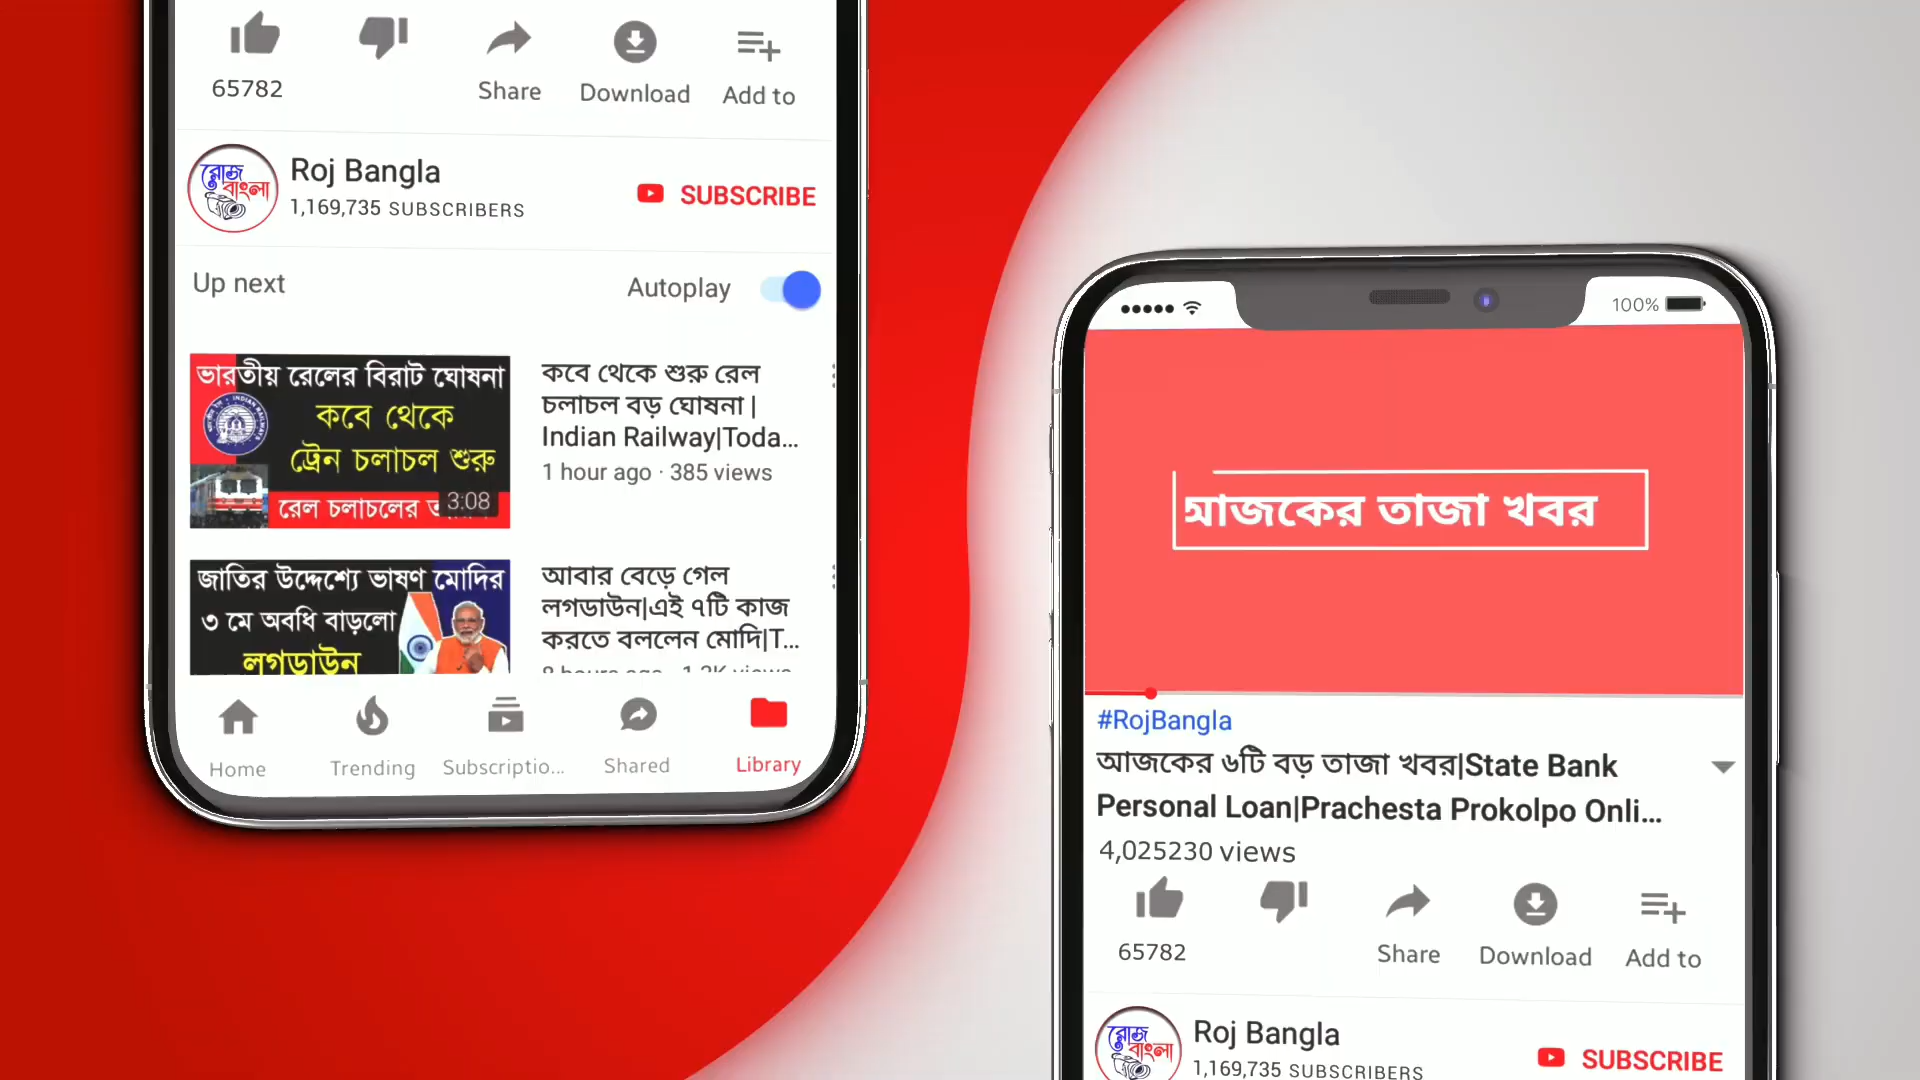 65782
Share
Download
Add to
রোজ
বাংলা
Roj Bangla
1,169,735 SUBSCRIBERS
SUBSCRIBE
Up next
Autoplay
ভারতীয় রেলের বিরাট ঘোষনা
কবে থেকে
ট্রেন চলাচল শুরু
রেল চলাচলের
3:08
কবে থেকে শুরু রেল
চলাচল বড় ঘোষনা |
Indian Railway|Toda...
1 hour ago · 385 views
জাতির উদ্দেশ্যে ভাষণ মোদির
৩ মে অবধি বাড়লো
লগডাউন
আবার বেড়ে গেল
লগডাউন|এই ৭টি কাজ
করতে বললেন মোদি|T...
Home
Trending
Subscriptio...
Shared
Library
100%
আজকের তাজা খবর
#RojBangla
আজকের ৬টি বড় তাজা খবর|State Bank
Personal Loan|Prachesta Prokolpo Onli...
4,025230 views
65782
Share
Download
Add to
রোজ
বাংলা
Roj Bangla
1,169,735 SUBSCRIBERS
SUBSCRIBE